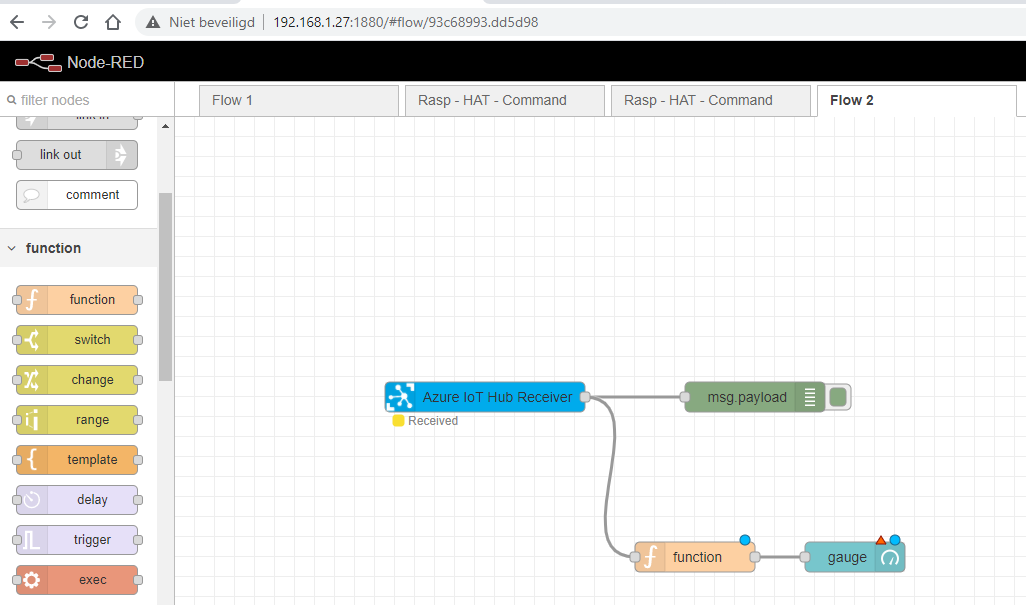 Niet beveiligd
192.168.1.27:1880/#flow/93c68993.dd5d98
Node-RED
filter nodes
Flow 1
Rasp - HAT - Command
Rasp - HAT - Command
Flow 2
link in
link out
comment
function
function
switch
change
range
template
delay
trigger
exec
Azure IoT Hub Receiver
Received
msg.payload
function
gauge